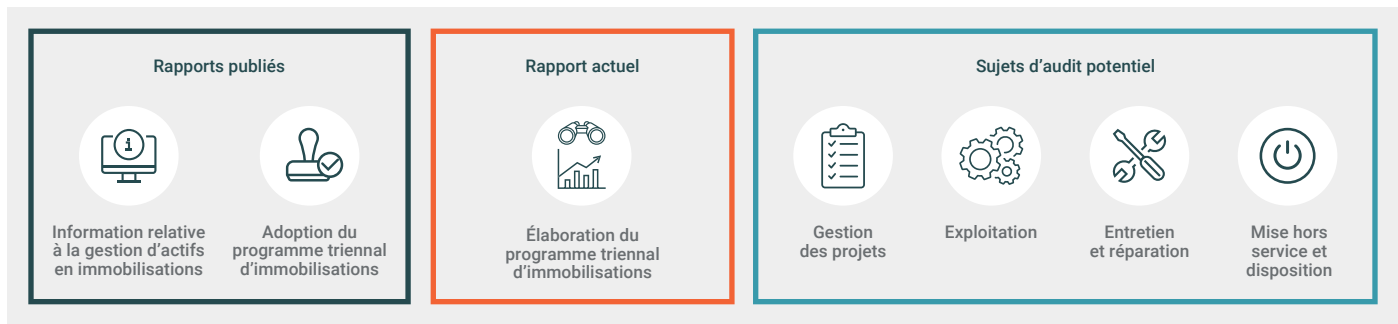 Rapports publiés
Information relative
à la gestion d’actifs
en immobilisations
Adoption du
programme triennal
d’immobilisations
Rapport actuel
Élaboration du
programme triennal
d’immobilisations
Sujets d’audit potentiel
Gestion
des projets
Exploitation
Entretien
et réparation
Mise hors
service et
disposition